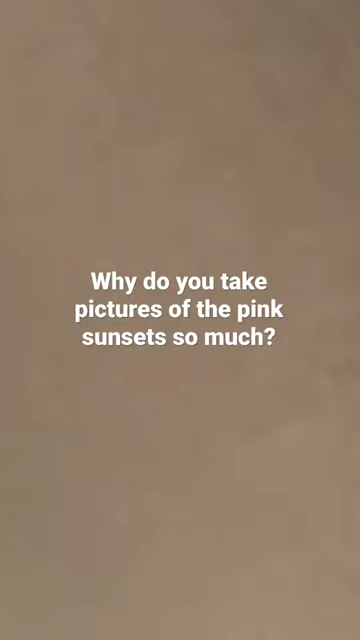 Why do you take
pictures of the pink
sunsets so much?